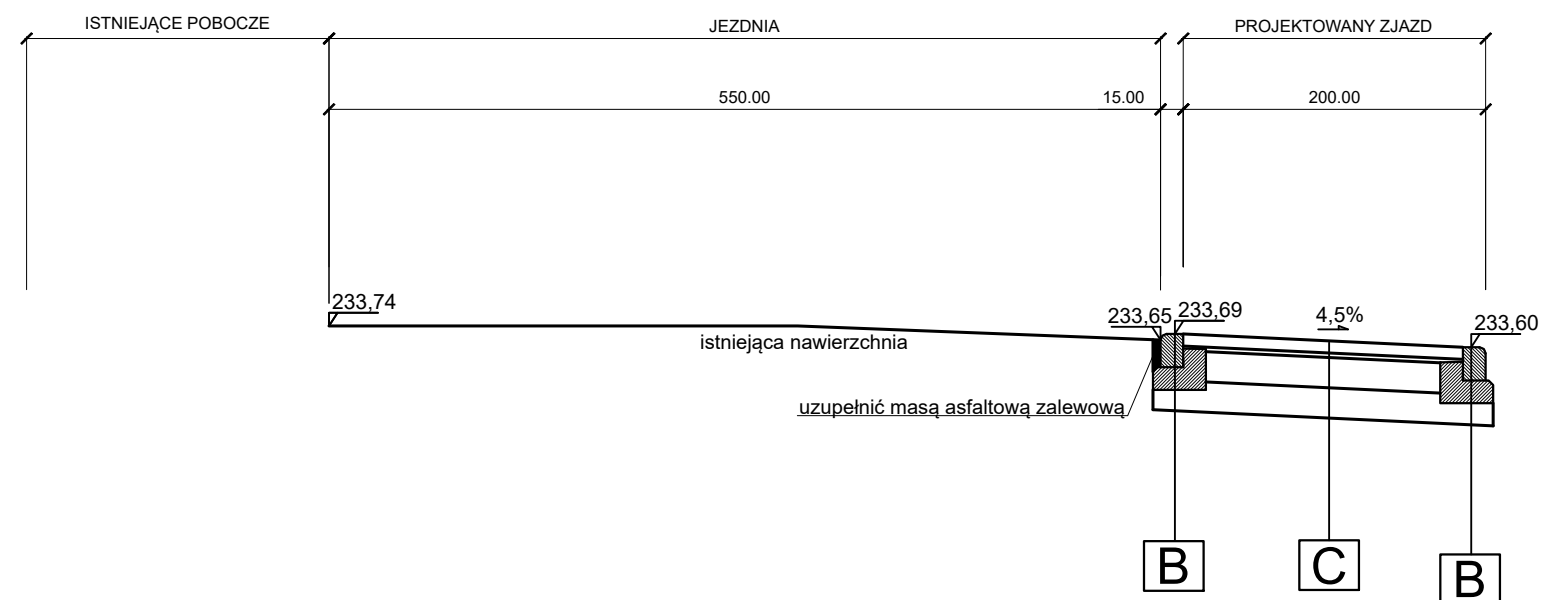 ISTNIEJĄCE POBOCZE
JEZDNIA
PROJEKTOWANY ZJAZD
550.00
15.00
200.00
233,74
233,65
233,69
4,5%
233,60
istniejąca nawierzchnia
uzupełnić masą asfaltową zalewową
B
C
B